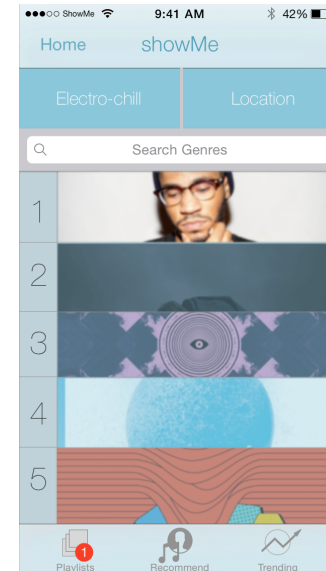 ShowMe 9:41 AM 42%
Home showMe
Electro-chill Location
Search Genres
1
2
3
4
5
1
Playlists Recommend Trending